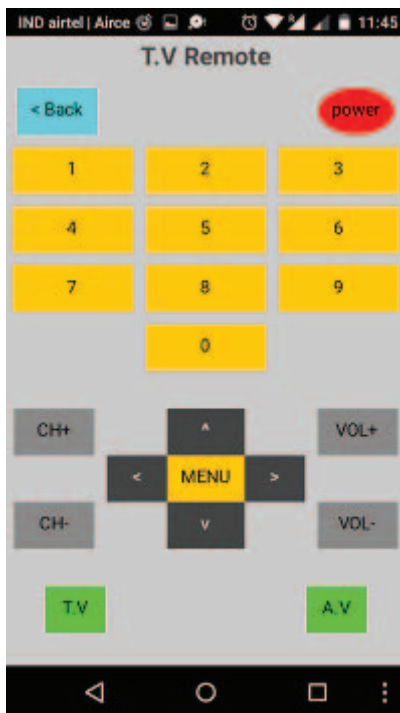 IND airtel | Airce 11:45
T.V Remote
< Back power
1 2 3
4 5 6
7 8 9
0
CH+ ^ VOL+
< MENU >
CH- v VOL-
T.V A.V